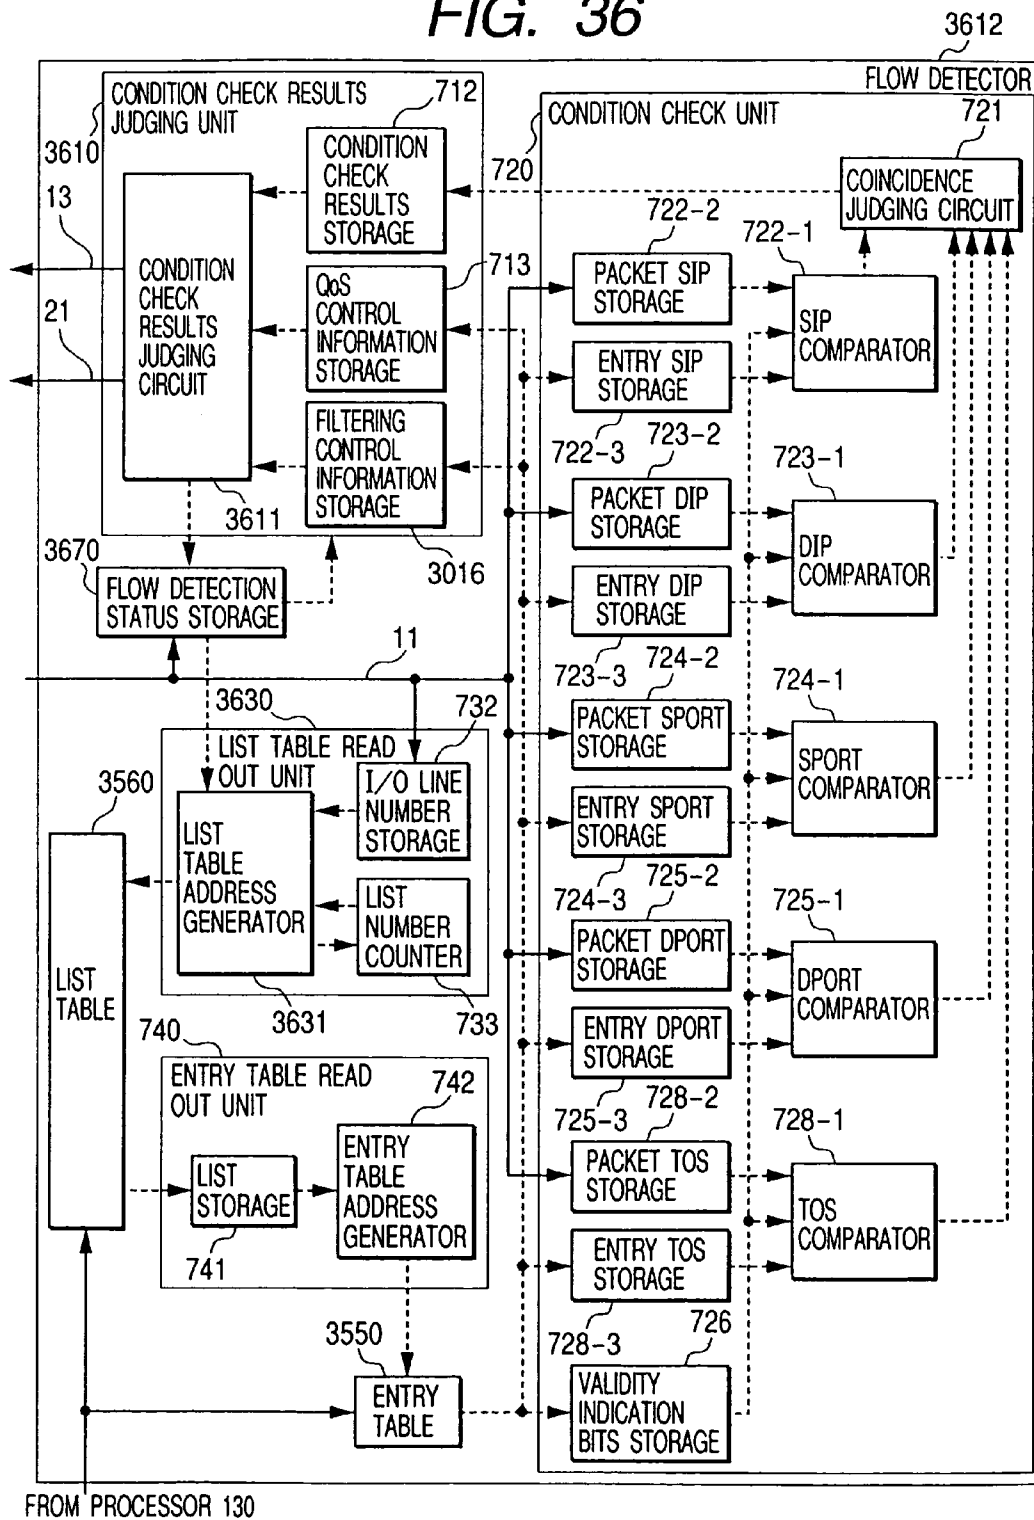 FIG. 36
3612
FLOW DETECTOR
CONDITION CHECK RESULTS
JUDGING UNIT
712
3610
CONDITION
CHECK
RESULTS
STORAGE
13
CONDITION
CHECK
RESULTS
JUDGING
CIRCUIT
713
QoS
CONTROL
INFORMATION
STORAGE
21
FILTERING
CONTROL
INFORMATION
STORAGE
3611
3016
3670
FLOW DETECTION
STATUS STORAGE
11
3630
LIST TABLE READ
OUT UNIT
732
I/O LINE
NUMBER
STORAGE
3560
LIST
TABLE
ADDRESS
GENERATOR
LIST
NUMBER
COUNTER
LIST
TABLE
3631
733
740
ENTRY TABLE READ
OUT UNIT
742
LIST
STORAGE
741
ENTRY
TABLE
ADDRESS
GENERATOR
3550
ENTRY
TABLE
FROM PROCESSOR 130
CONDITION CHECK UNIT
720
721
COINCIDENCE
JUDGING CIRCUIT
722-2
722-1
PACKET SIP
STORAGE
SIP
COMPARATOR
ENTRY SIP
STORAGE
722-3
723-2
723-1
PACKET DIP
STORAGE
DIP
COMPARATOR
ENTRY DIP
STORAGE
723-3
724-2
724-1
PACKET SPORT
STORAGE
SPORT
COMPARATOR
ENTRY SPORT
STORAGE
724-3
725-2
725-1
PACKET DPORT
STORAGE
DPORT
COMPARATOR
ENTRY DPORT
STORAGE
725-3
728-2
728-1
PACKET TOS
STORAGE
TOS
COMPARATOR
ENTRY TOS
STORAGE
728-3
726
VALIDITY
INDICATION
BITS STORAGE